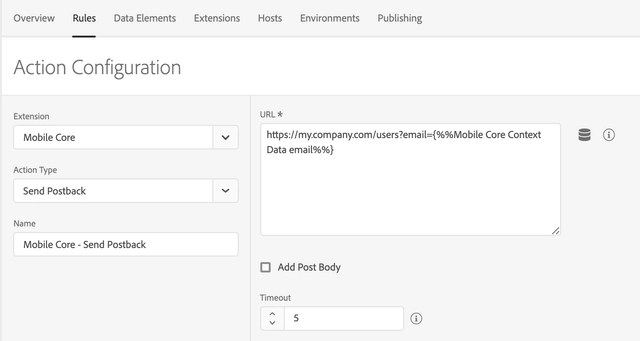 Overview Rules Data Elements Extensions Hosts Environments Publishing
Action Configuration
Extension
Mobile Core
Action Type
Send Postback
Name
Mobile Core - Send Postback
URL *
https://my.company.com/users?email={%%Mobile Core Context
Data email%%}
Add Post Body
Timeout
5